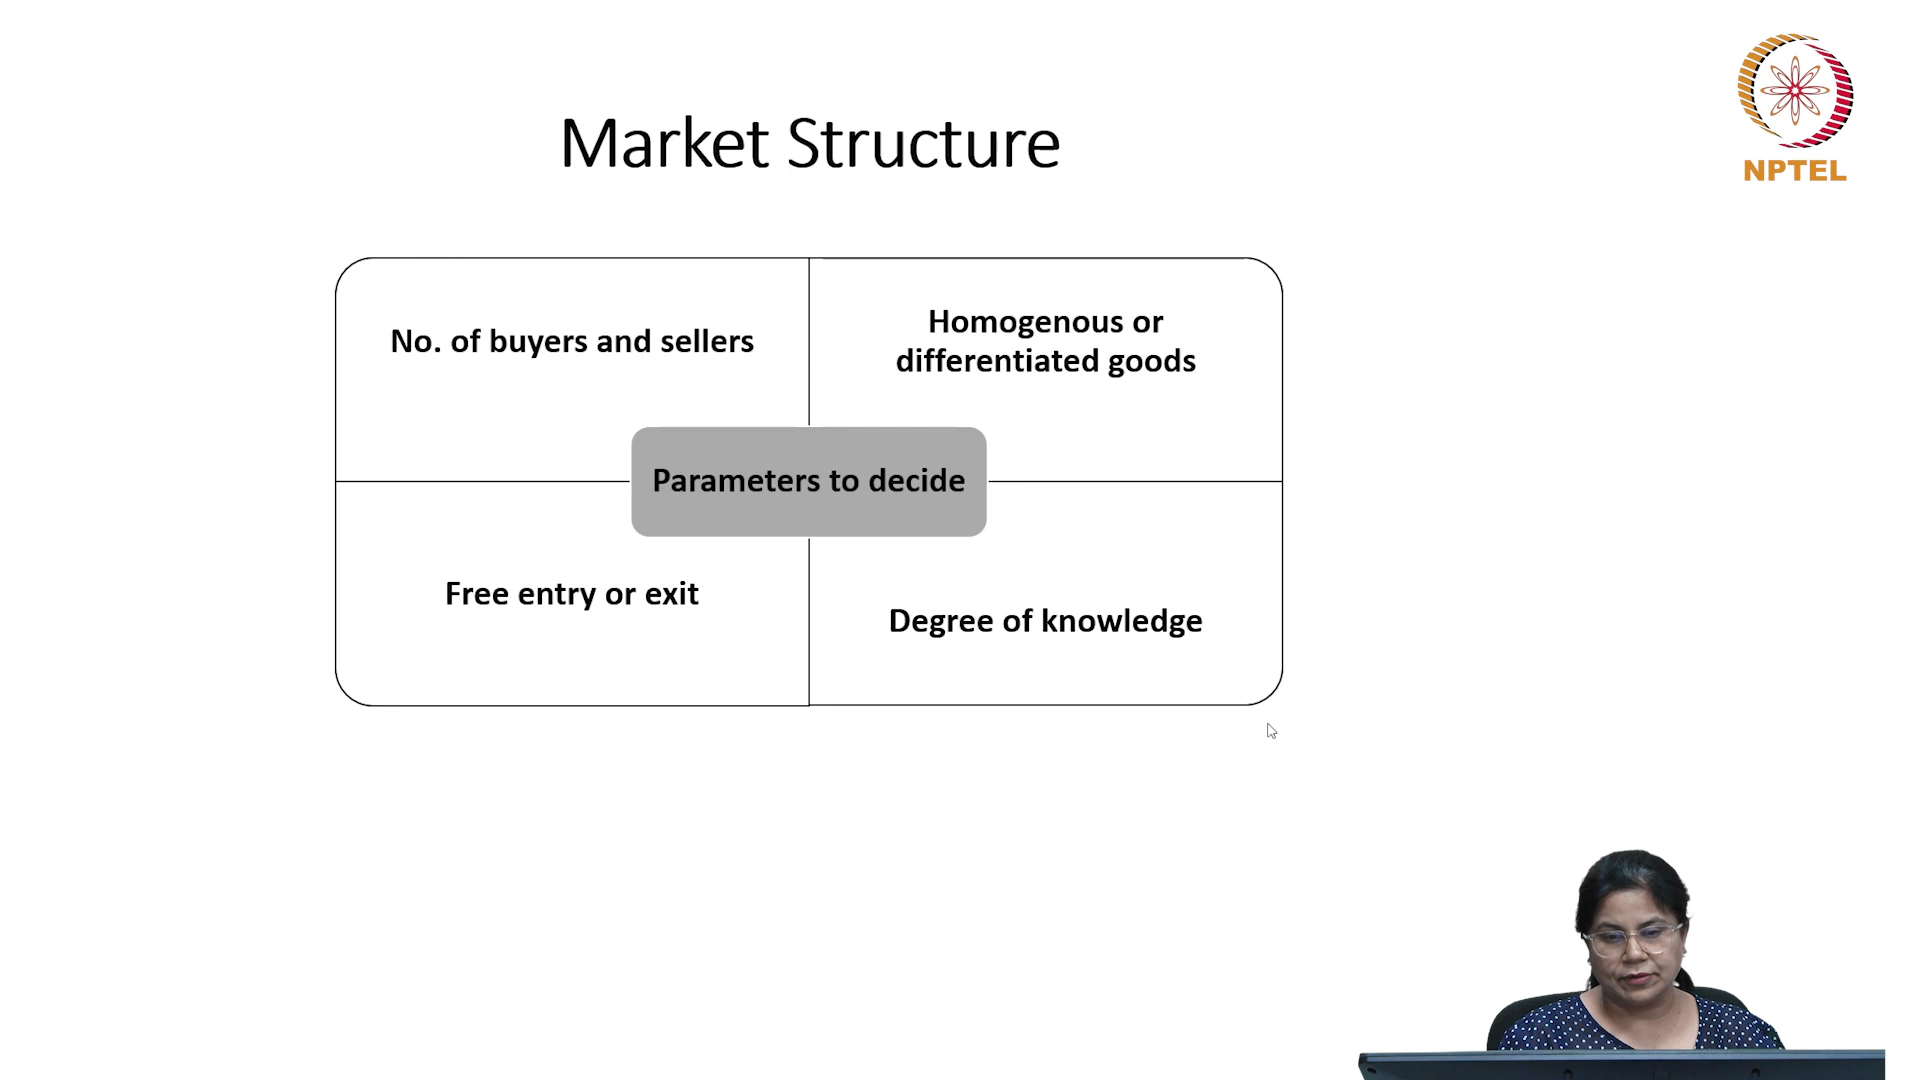 Market Structure
NPTEL
No. of buyers and sellers
Homogenous or
differentiated goods
Parameters to decide
Free entry or exit
Degree of knowledge